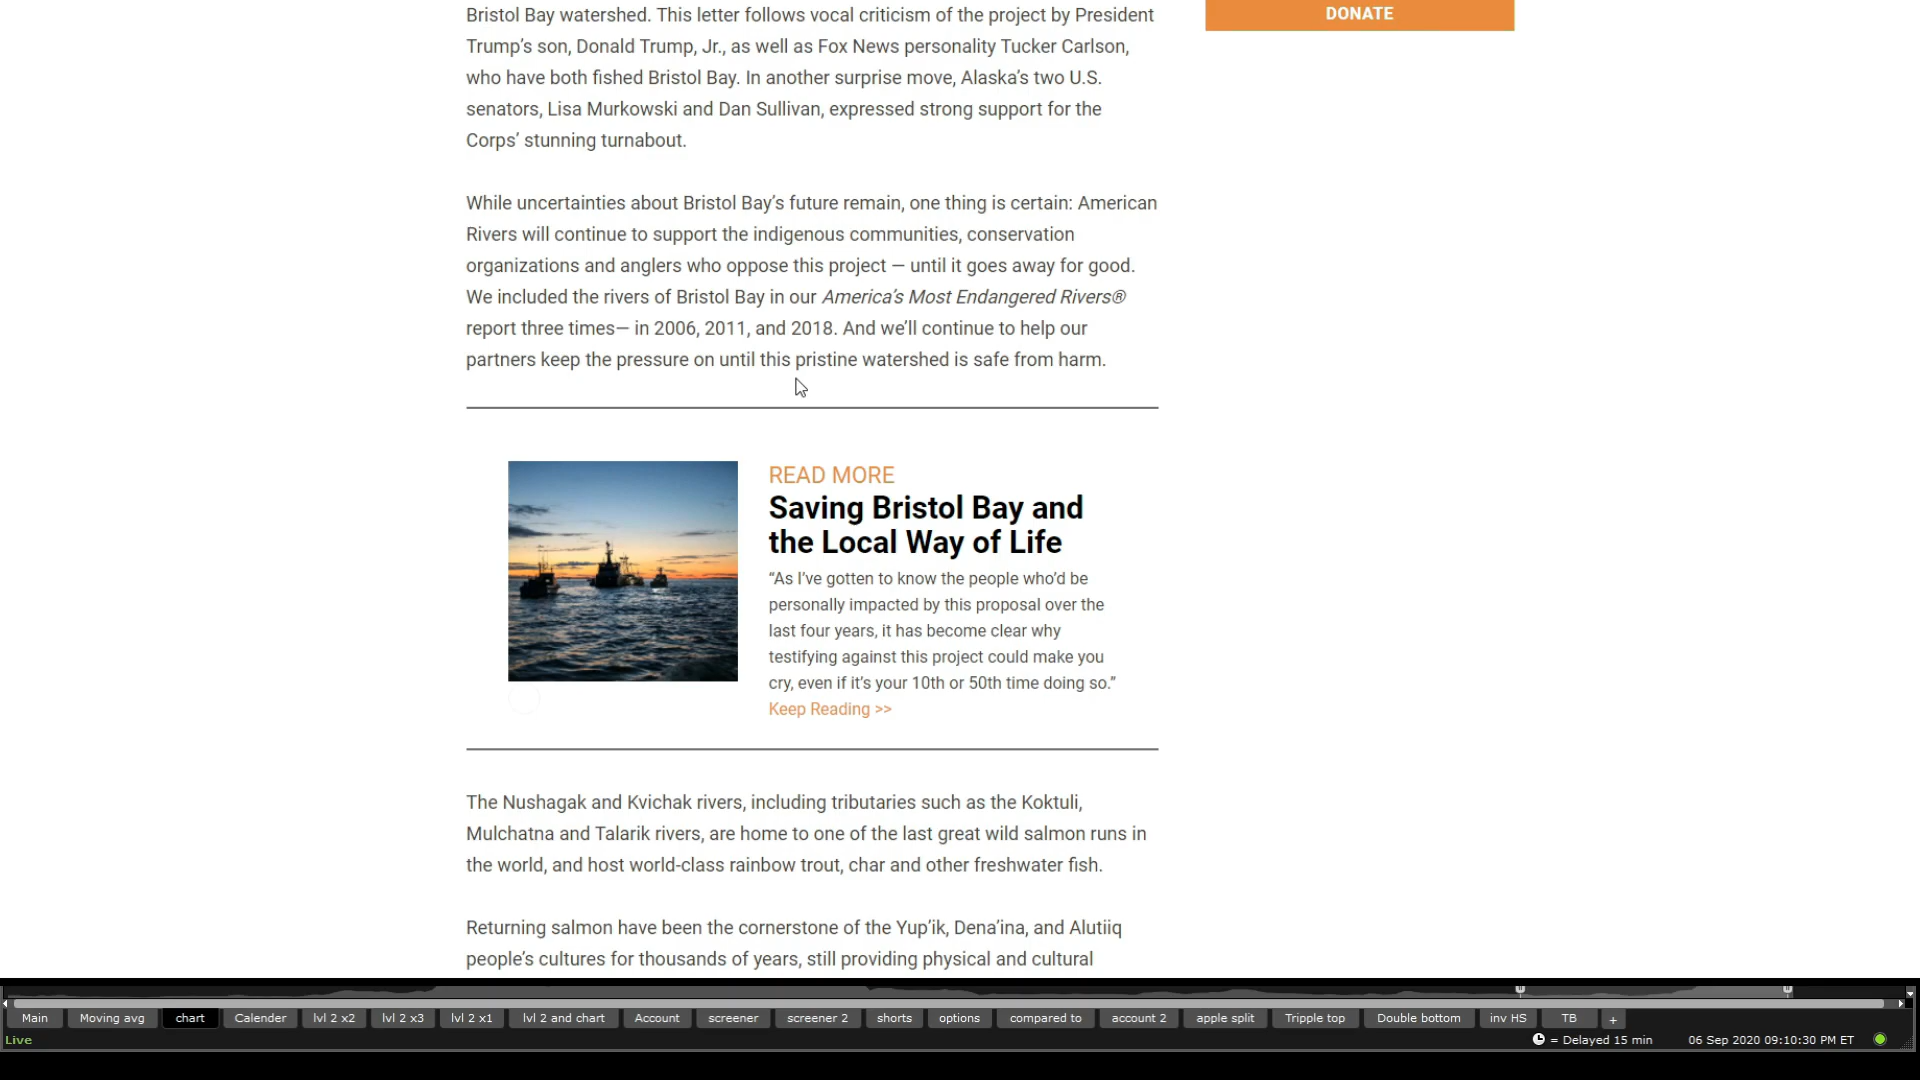 Bristol Bay watershed. This letter follows vocal criticism of the project by President
Trump's son, Donald Trump, Jr., as well as Fox News personality Tucker Carlson,
who have both fished Bristol Bay. In another surprise move, Alaska's two U.S.
senators, Lisa Murkowski and Dan Sullivan, expressed strong support for the
Corps' stunning turnabout.
DONATE
While uncertainties about Bristol Bay's future remain, one thing is certain: American
Rivers will continue to support the indigenous communities, conservation
organizations and anglers who oppose this project — until it goes away for good.
We included the rivers of Bristol Bay in our America's Most Endangered Rivers®
report three times— in 2006, 2011, and 2018. And we'll continue to help our
partners keep the pressure on until this pristine watershed is safe from harm.
READ MORE
Saving Bristol Bay and
the Local Way of Life
“As I've gotten to know the people who'd be
personally impacted by this proposal over the
last four years, it has become clear why
testifying against this project could make you
cry, even if it's your 10th or 50th time doing so.”
Keep Reading >>
The Nushagak and Kvichak rivers, including tributaries such as the Koktuli,
Mulchatna and Talarik rivers, are home to one of the last great wild salmon runs in
the world, and host world-class rainbow trout, char and other freshwater fish.
Returning salmon have been the cornerstone of the Yup'ik, Dena'ina, and Alutiiq
people's cultures for thousands of years, still providing physical and cultural
Main Moving avg chart Calender lvl 2 x2 lvl 2 x3 lvl 2 x1 lvl 2 and chart Account screener screener 2 shorts options compared to account 2 apple split Tripple top Double bottom inv HS TB +
Live = Delayed 15 min 06 Sep 2020 09:10:30 PM ET